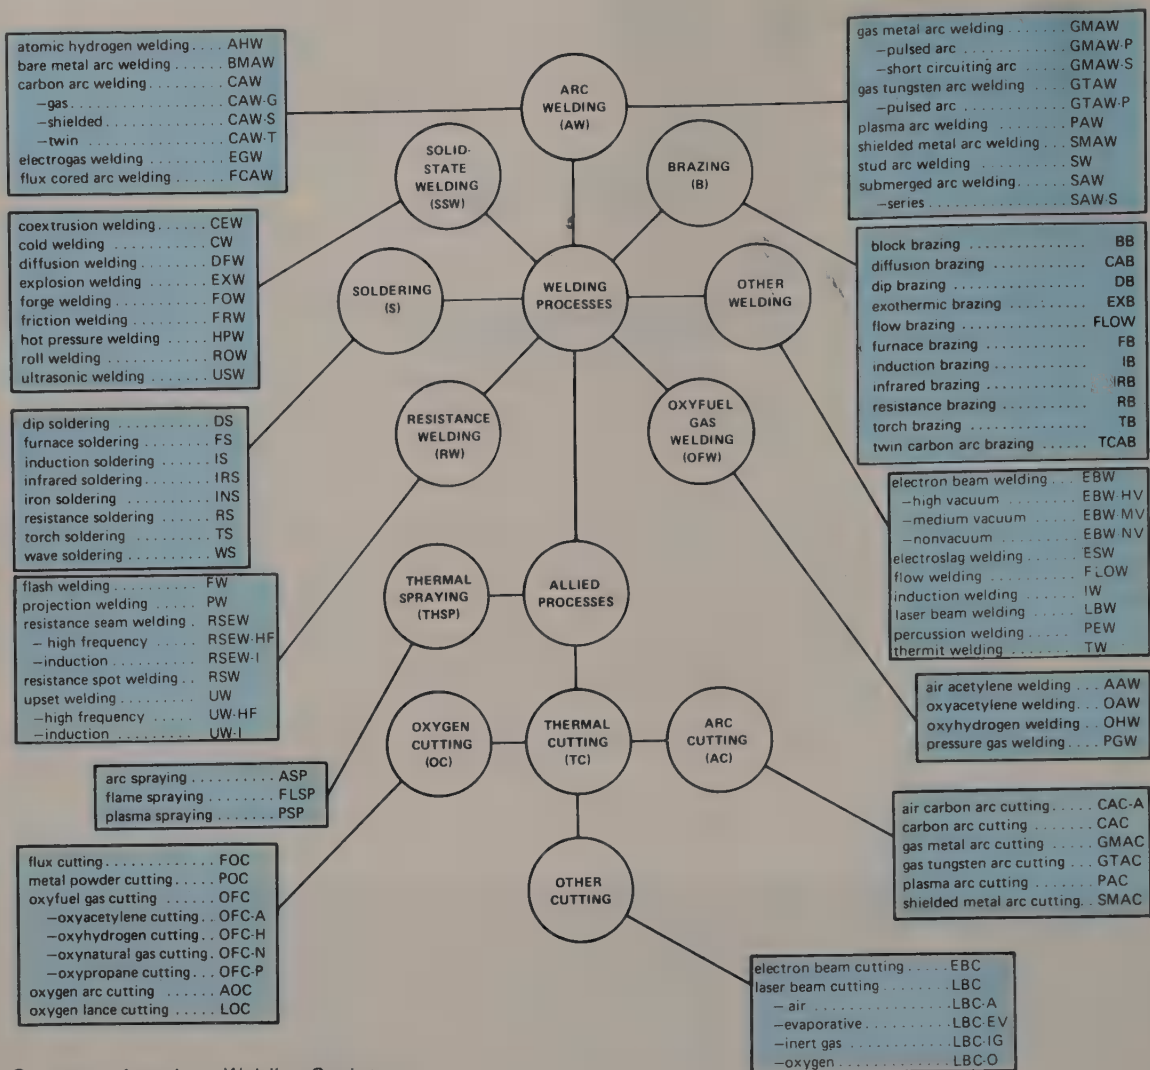 atomic hydrogen welding.... AHW
bare metal arc welding..... BMAW
carbon arc welding........ CAW
–gas................. CAW-G
–shielded............. CAW-S
–twin................ CAW-T
electrogas welding........ EGW
flux cored arc welding..... FCAW
ARC
WELDING
(AW)
gas metal arc welding...... GMAW
–pulsed arc.......... GMAW-P
–short circuiting arc.... GMAW-S
gas tungsten arc welding.... GTAW
–pulsed arc.......... GTAW-P
plasma arc welding........ PAW
shielded metal arc welding... SMAW
stud arc welding.......... SW
submerged arc welding..... SAW
–series.............. SAW-S
SOLID-
STATE
WELDING
(SSW)
BRAZING
(B)
coextrusion welding..... CEW
cold welding.......... CW
diffusion welding....... DFW
explosion welding....... EXW
forge welding.......... FOW
friction welding........ FRW
hot pressure welding..... HPW
roll welding........... ROW
ultrasonic welding....... USW
SOLDERING
(S)
WELDING
PROCESSES
OTHER
WELDING
block brazing............. BB
diffusion brazing.......... CAB
dip brazing.............. DB
exothermic brazing........ EXB
flow brazing............. FLOW
furnace brazing........... FB
induction brazing.......... IB
infrared brazing........... IRB
resistance brazing.......... RB
torch brazing............ TB
twin carbon arc brazing..... TCAB
dip soldering.......... DS
furnace soldering....... FS
induction soldering..... IS
infrared soldering....... IRS
iron soldering......... INS
resistance soldering..... RS
torch soldering........ TS
wave soldering......... WS
RESISTANCE
WELDING
(RW)
OXYFUEL
GAS
WELDING
(OFW)
electron beam welding... EBW
–high vacuum....... EBW-HV
–medium vacuum.... EBW-MV
–nonvacuum........ EBW-NV
electroslag welding...... ESW
flow welding.......... FLOW
induction welding...... IW
laser beam welding..... LBW
percussion welding..... PEW
thermit welding........ TW
flash welding.......... FW
projection welding...... PW
resistance seam welding. RSEW
– high frequency...... RSEW-HF
–induction.......... RSEW-I
resistance spot welding.. RSW
upset welding......... UW
–high frequency...... UW-HF
–induction.......... UW-I
THERMAL
SPRAYING
(THSP)
ALLIED
PROCESSES
air acetylene welding.... AAW
oxyacetylene welding... OAW
oxyhydrogen welding... OHW
pressure gas welding.... PGW
OXYGEN
CUTTING
(OC)
THERMAL
CUTTING
(TC)
ARC
CUTTING
(AC)
arc spraying.......... ASP
flame spraying........ FLSP
plasma spraying....... PSP
air carbon arc cutting..... CAC-A
carbon arc cutting....... CAC
gas metal arc cutting..... GMAC
gas tungsten arc cutting... GTAC
plasma arc cutting....... PAC
shielded metal arc cutting.. SMAC
flux cutting............ FOC
metal powder cutting..... POC
oxyfuel gas cutting...... OFC
–oxyacetylene cutting.. OFC-A
–oxyhydrogen cutting.. OFC-H
–oxynatural gas cutting. OFC-N
–oxypropane cutting... OFC-P
oxygen arc cutting...... AOC
oxygen lance cutting..... LOC
OTHER
CUTTING
electron beam cutting..... EBC
laser beam cutting........ LBC
– air................ LBC-A
–evaporative.......... LBC-EV
–inert gas............ LBC-IG
–oxygen............. LBC-O